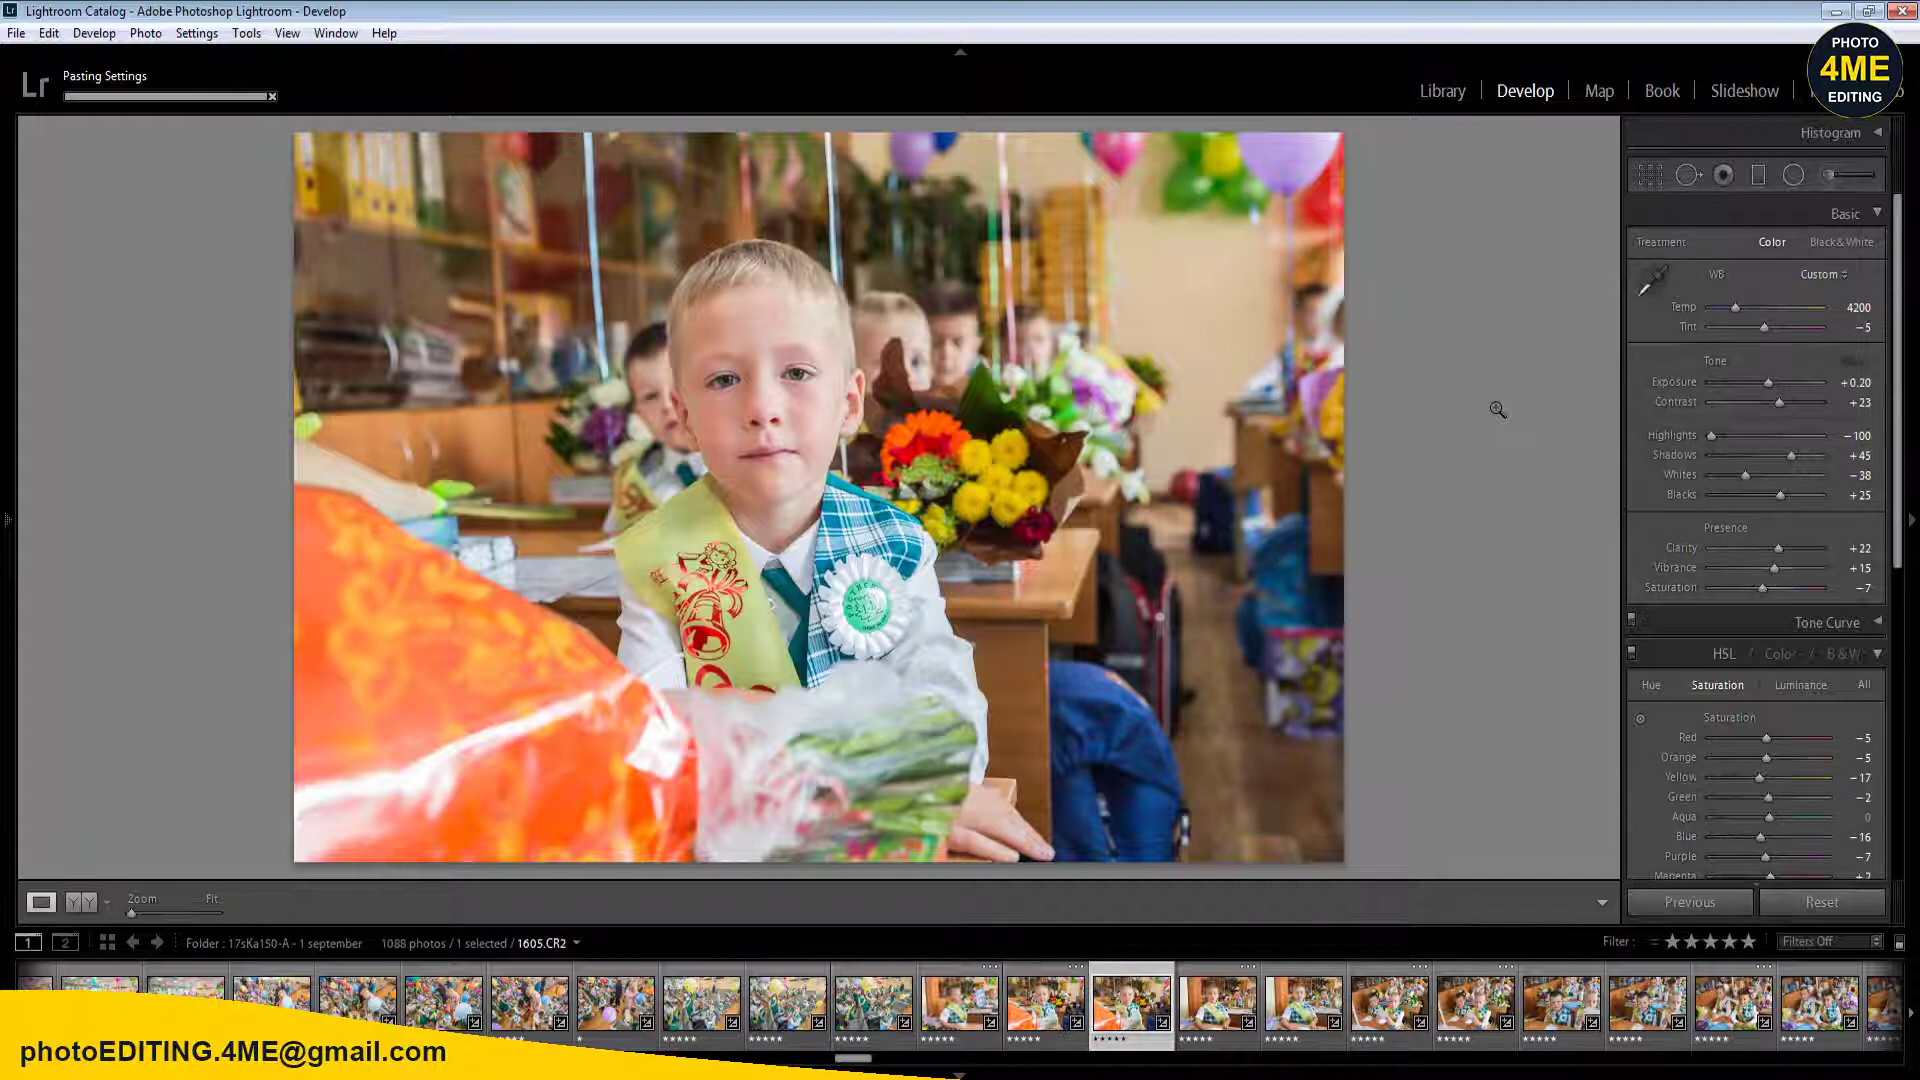 Lightroom Catalog - Adobe Photoshop Lightroom - Develop
File Edit Develop Photo Settings Tools View Window Help
Lr Pasting Settings
Library Develop Map Book Slideshow
PHOTO
4ME
EDITING
Histogram
Basic
Treatment Color Black & White
WB Custom
Temp 4200
Tint -5
Tone
Exposure +0.20
Contrast +23
Highlights -100
Shadows +45
Whites -38
Blacks +25
Presence
Clarity +22
Vibrance +15
Saturation -7
Tone Curve
HSL / Color / B & W
Hue Saturation Luminance All
Saturation
Red -5
Orange -5
Yellow -17
Green -2
Aqua 0
Blue -16
Purple -7
Magenta +2
Previous Reset
Zoom Fit
1 2 Folder : 17sKa150-A - 1 september 1088 photos / 1 selected / 1605.CR2
Filter : Filters Off
photoEDITING.4ME@gmail.com